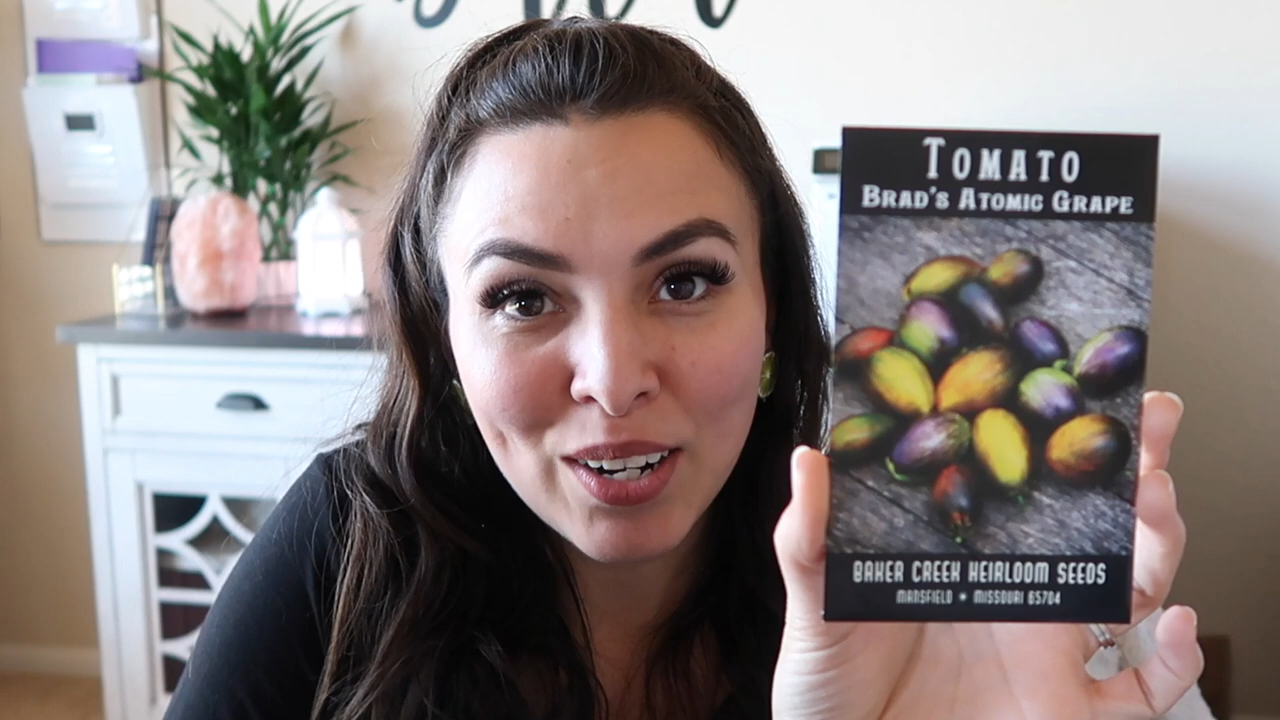 TOMATO
BRAD'S ATOMIC GRAPE
BAKER CREEK HEIRLOOM SEEDS
MANSFIELD * MISSOURI 65704